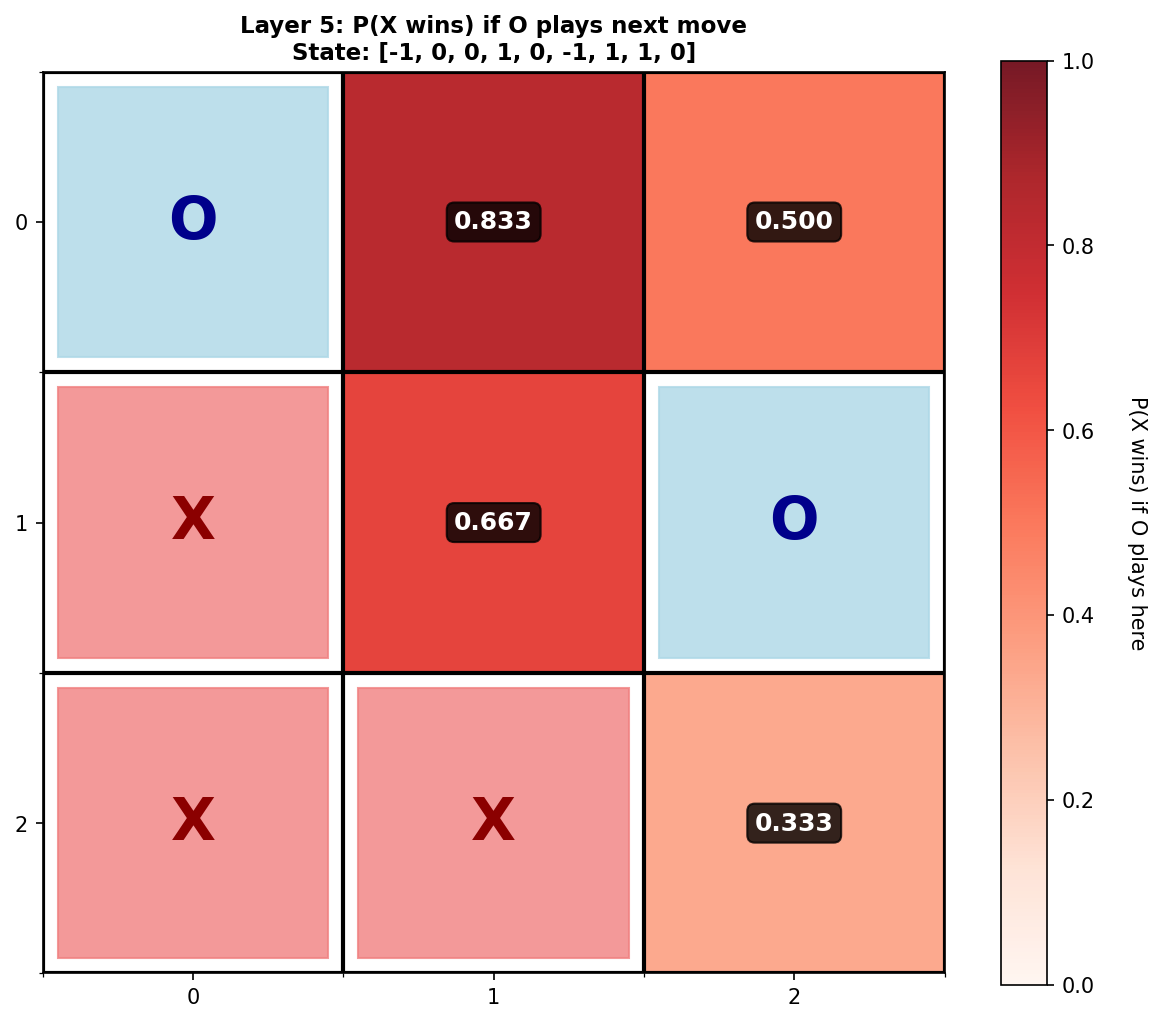 Layer 5: P(X wins) if O plays next move
State: [-1, 0, 0, 1, 0, -1, 1, 1, 0]
0
O
0.833
0.500
1
X
0.667
O
2
X
X
0.333
0
1
2
1.0
0.8
0.6
0.4
0.2
0.0
P(X wins) if O plays here